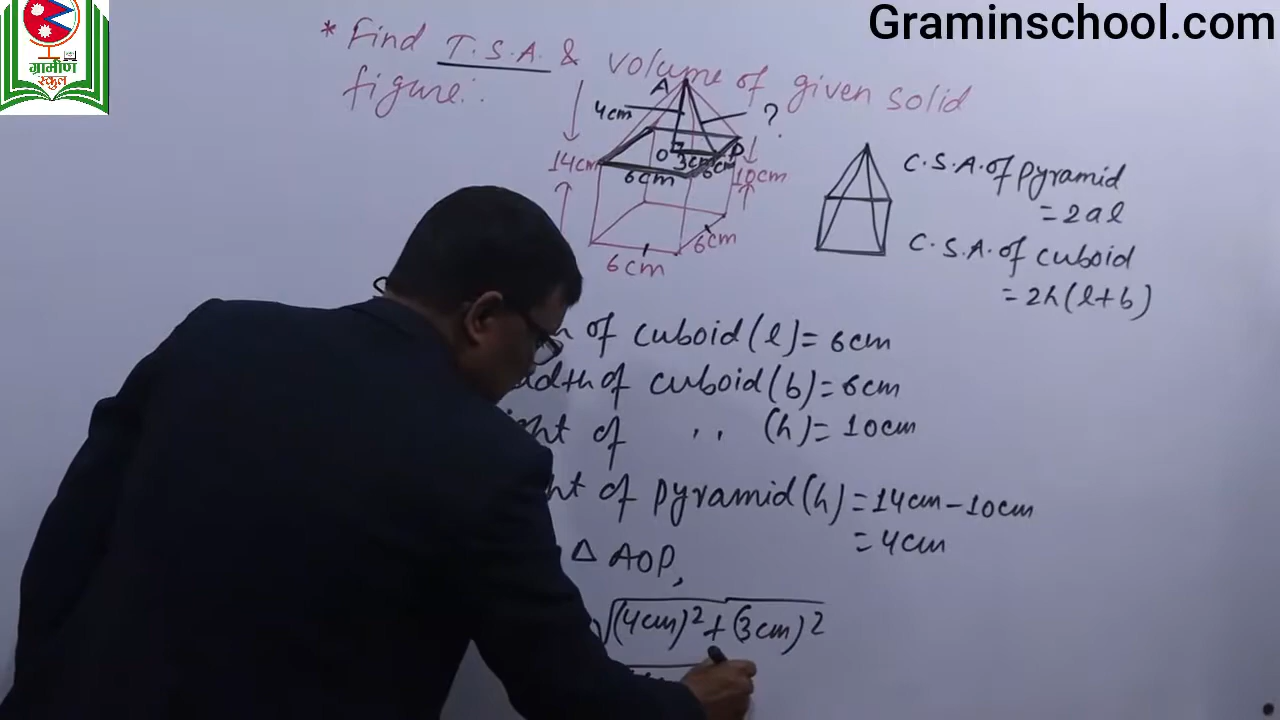 Graminschool.com
ग्रामीण
स्कुल
* Find T.S.A. & volume of given solid
figure:.
A
4cm
?
14cm
O
3cm
P
6cm
6cm
10cm
6cm
6cm
C.S.A. of pyramid
= 2al
C.S.A. of cuboid
= 2h(l+b)
of cuboid (l) = 6cm
of cuboid (b) = 6cm
of ,, (h) = 10cm
of pyramid (h) = 14cm - 10cm
= 4cm
△ AOP,
√(4cm)² + (3cm)²